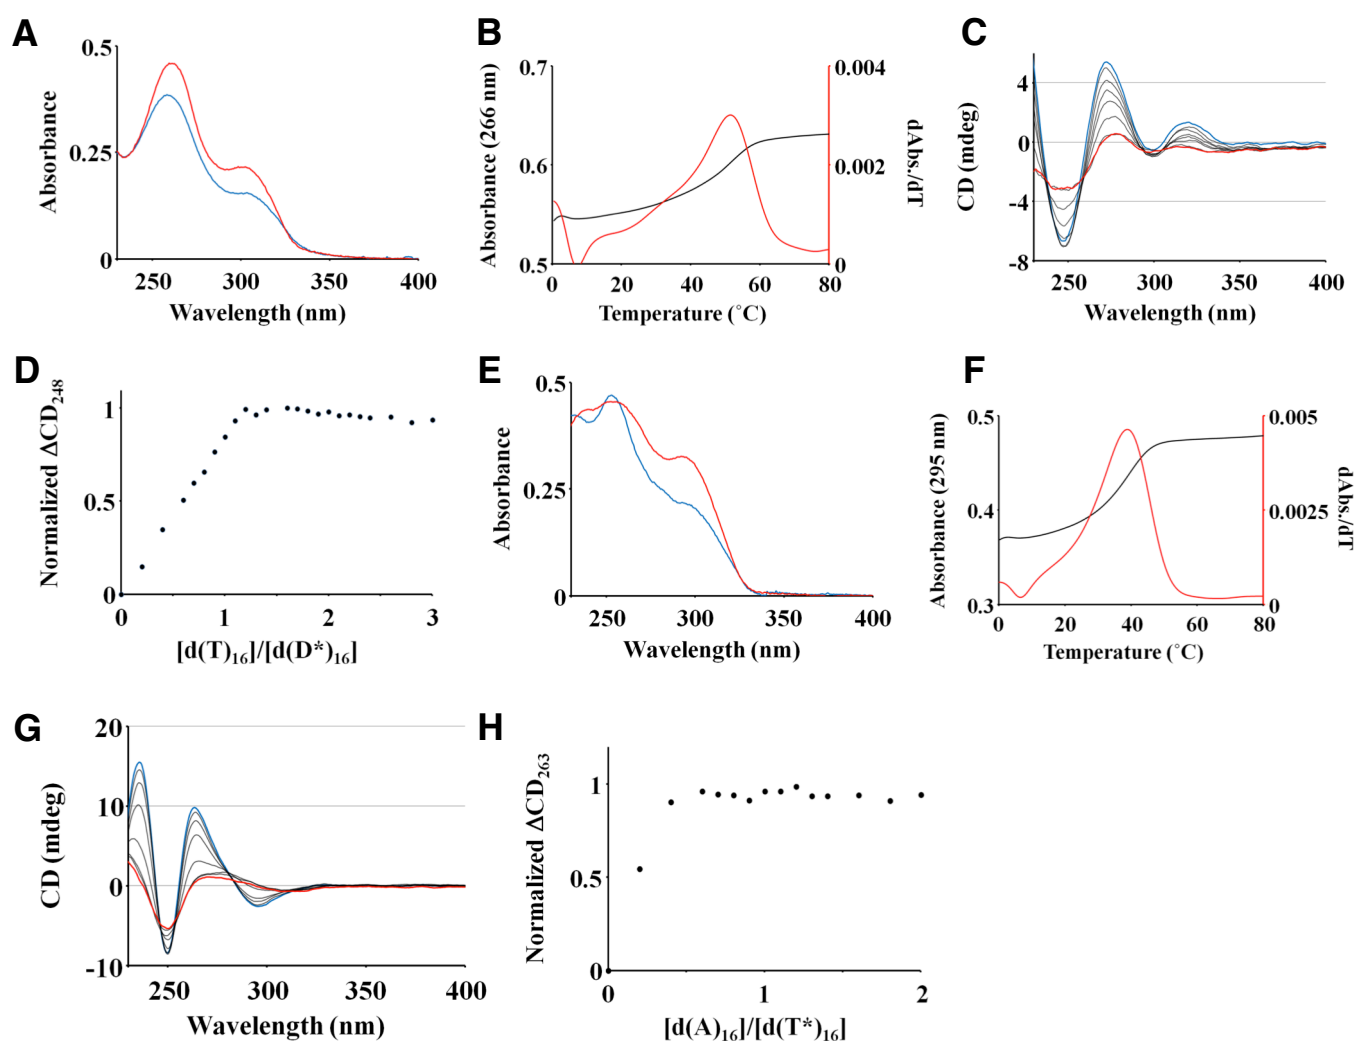 A
0.5
0.25
0
Absorbance
250
300
350
400
Wavelength (nm)
B
0.7
0.6
0.5
Absorbance (266 nm)
0.004
0.002
0
dAbs./dT
0
20
40
60
80
Temperature (˚C)
C
4
0
-4
-8
CD (mdeg)
250
300
350
400
Wavelength (nm)
D
1
0.5
0
Normalized ΔCD248
0
1
2
3
[d(T)16]/[d(D*)16]
E
0.5
0.25
0
Absorbance
250
300
350
400
Wavelength (nm)
F
0.5
0.4
0.3
Absorbance (295 nm)
0.005
0.0025
0
dAbs./dT
0
20
40
60
80
Temperature (˚C)
G
20
10
0
-10
CD (mdeg)
250
300
350
400
Wavelength (nm)
H
1
0.5
0
Normalized ΔCD263
0
1
2
[d(A)16]/[d(T*)16]